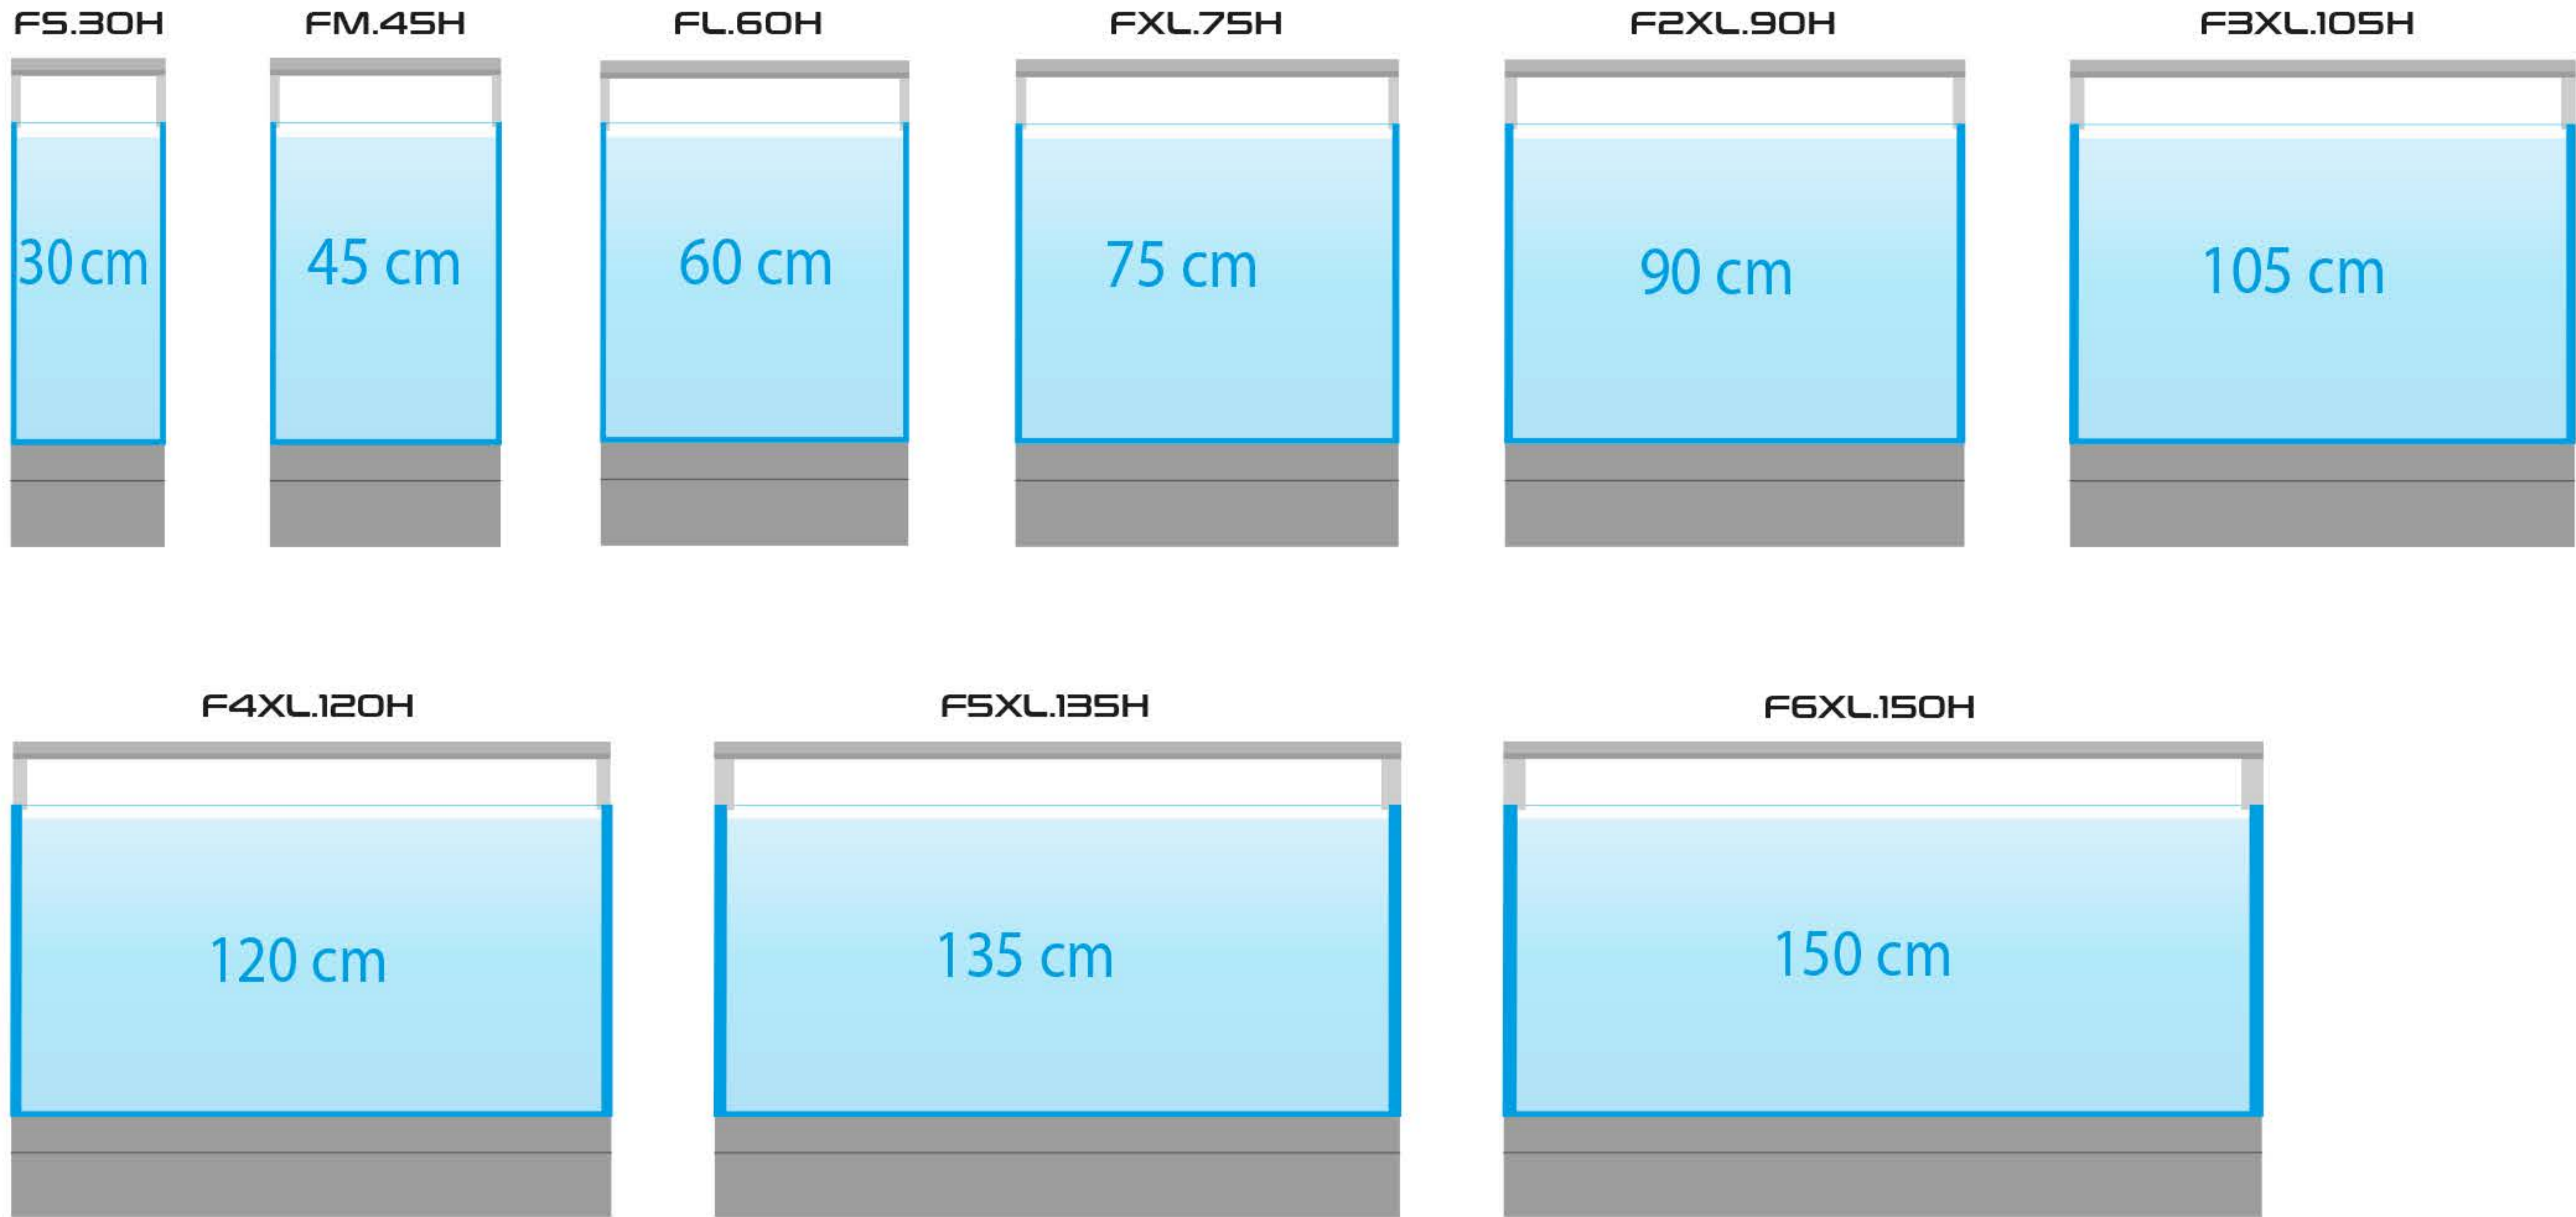 FS.30H
FM.45H
FL.60H
FXL.75H
F2XL.90H
F3XL.105H
30 cm
45 cm
60 cm
75 cm
90 cm
105 cm
F4XL.120H
F5XL.135H
F6XL.150H
120 cm
135 cm
150 cm